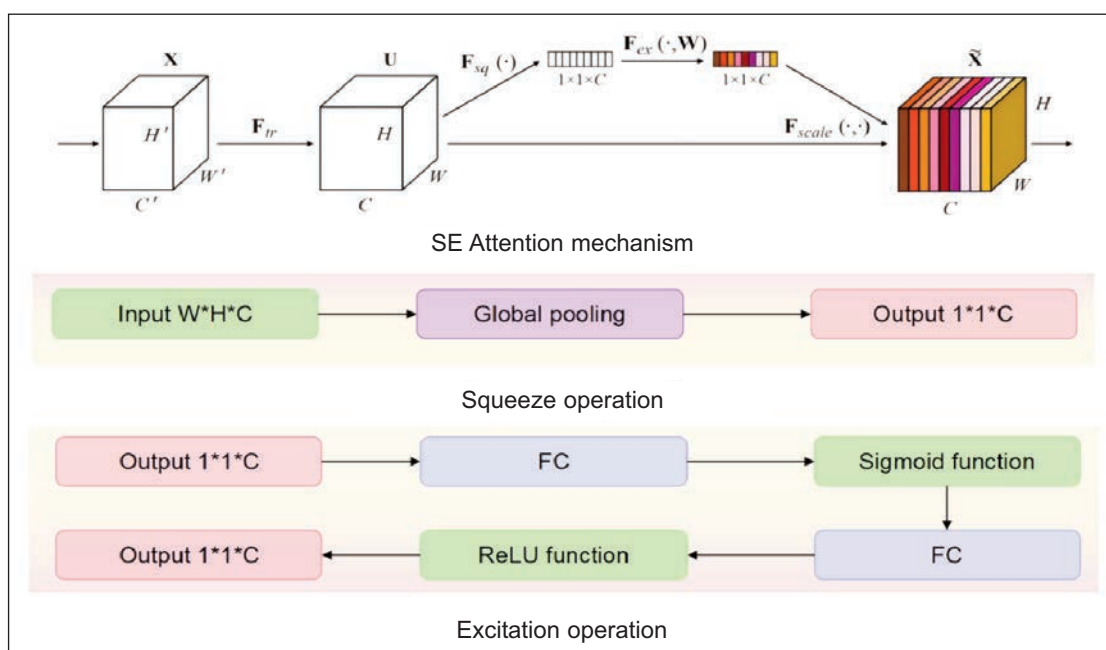 X U F_sq (·) F_ex (·,W) X̃
1×1×C 1×1×C
H′ F_tr H F_scale (·,·) H
W′ W W
C′ C C
SE Attention mechanism
Input W*H*C Global pooling Output 1*1*C
Squeeze operation
Output 1*1*C FC Sigmoid function
Output 1*1*C ReLU function FC
Excitation operation